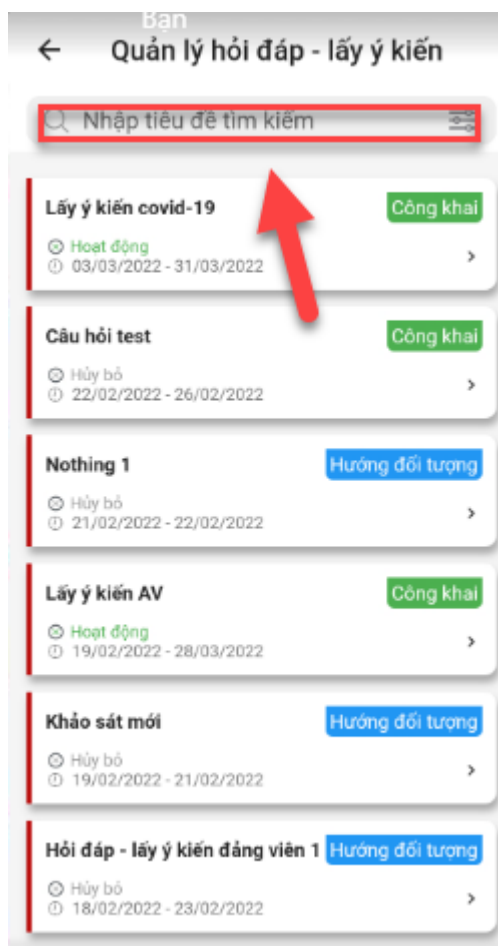 Bạn
Quản lý hỏi đáp - lấy ý kiến
Nhập tiêu đề tìm kiếm
Lấy ý kiến covid-19
Công khai
Hoạt động
03/03/2022 - 31/03/2022
Câu hỏi test
Công khai
Hủy bỏ
22/02/2022 - 26/02/2022
Nothing 1
Hướng đối tượng
Hủy bỏ
21/02/2022 - 22/02/2022
Lấy ý kiến AV
Công khai
Hoạt động
19/02/2022 - 28/03/2022
Khảo sát mới
Hướng đối tượng
Hủy bỏ
19/02/2022 - 21/02/2022
Hỏi đáp - lấy ý kiến đảng viên 1
Hướng đối tượng
Hủy bỏ
18/02/2022 - 23/02/2022